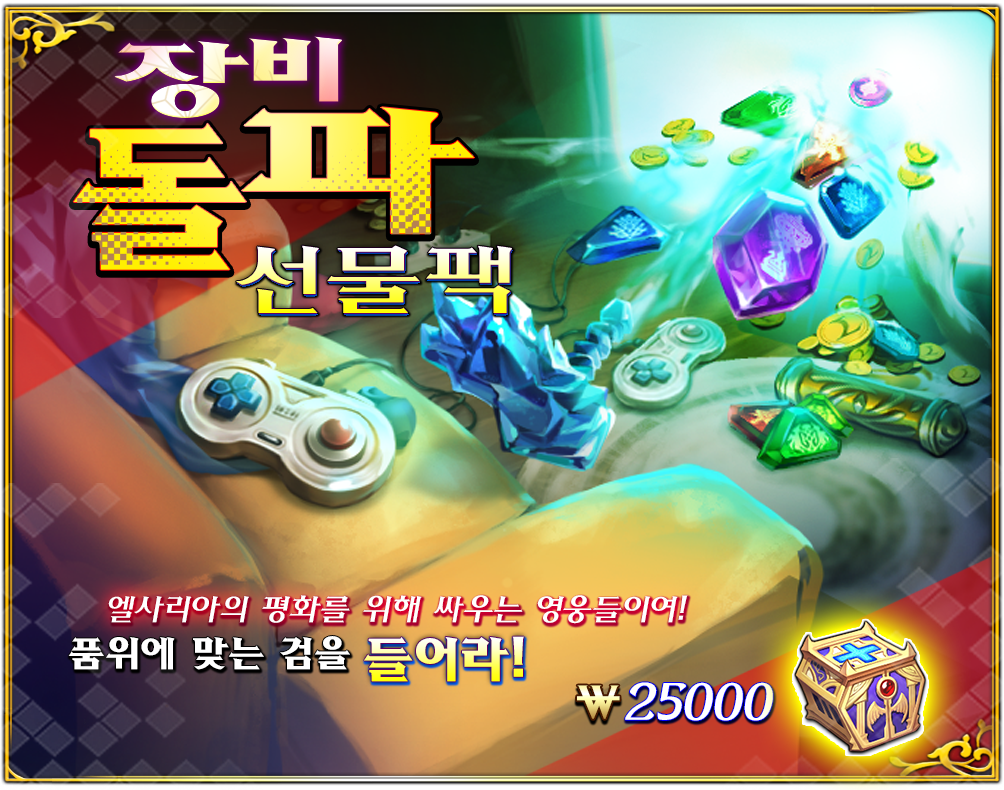 장비
돌파
선물팩
엘사리아의 평화를 위해 싸우는 영웅들이여!
품위에 맞는 검을 들어라!
₩25000